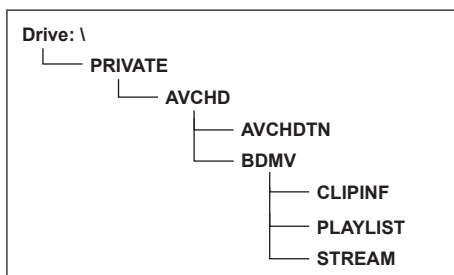 Drive: \
PRIVATE
AVCHD
AVCHDTN
BDMV
CLIPINF
PLAYLIST
STREAM